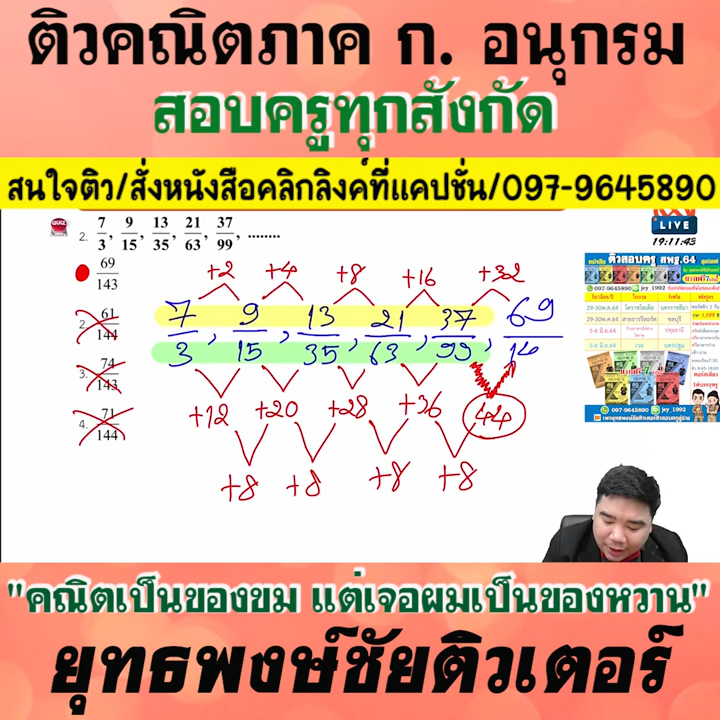 ติวคณิตภาค ก. อนุกรม
สอบครูทุกสังกัด
สนใจติว/สั่งหนังสือคลิกลิงค์ที่แคปชั่น/097-9645890
QUIZ
2. 7/3, 9/15, 13/35, 21/63, 37/99, ........
69/143
2. 61/144
3. 74/143
4. 71/144
+2 +4 +8 +16 +32
7/3, 9/15, 13/35, 21/63, 37/99, 69/14
+12 +20 +28 +36 44
+8 +8 +8 +8
LIVE
19:11:43
ติวสอบครู สพฐ.64
097-9645890 jey_1992
"คณิตเป็นของขม แต่เจอผมเป็นของหวาน"
ยุทธพงษ์ชัยติวเตอร์